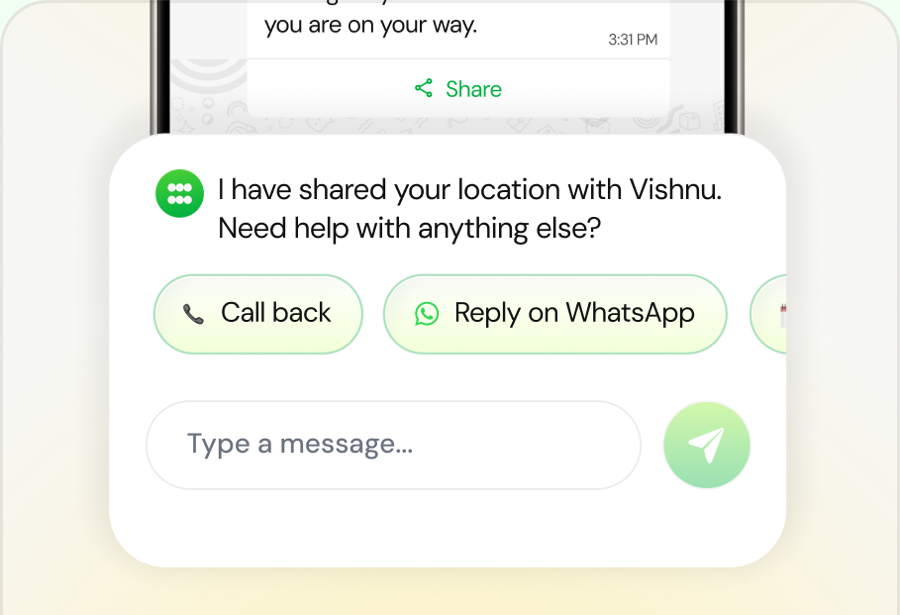 you are on your way.
3:31 PM
Share
I have shared your location with Vishnu.
Need help with anything else?
Call back
Reply on WhatsApp
Type a message...